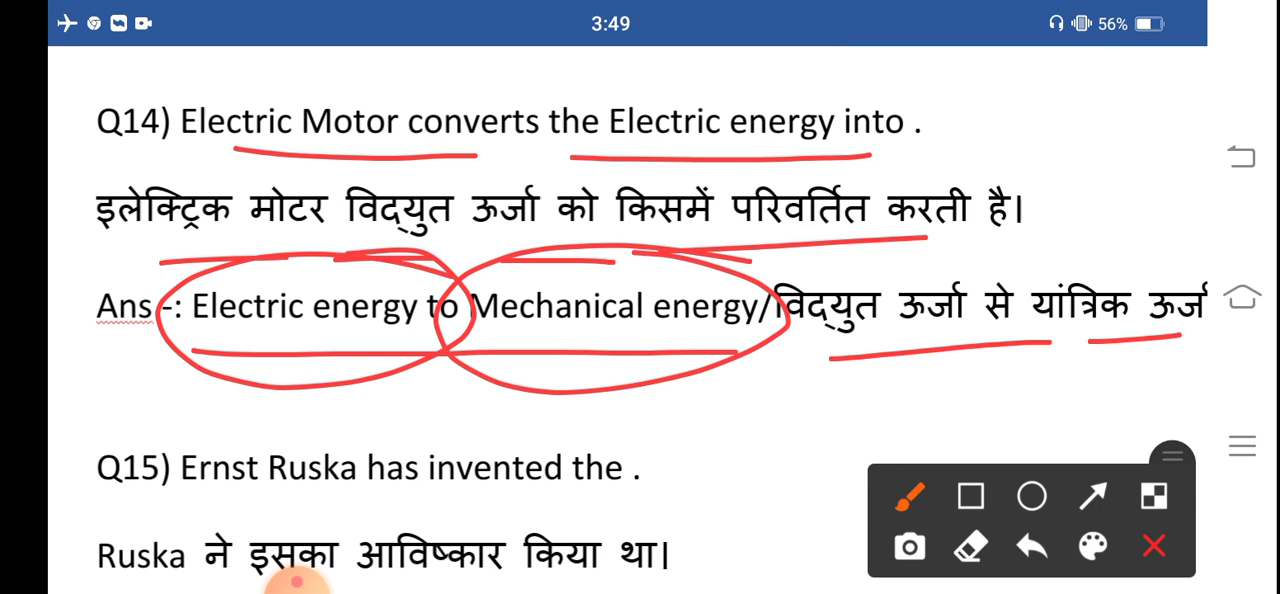 3:49
56%
Q14) Electric Motor converts the Electric energy into .
इलेक्ट्रिक मोटर विद्युत ऊर्जा को किसमें परिवर्तित करती है।
Ans -: Electric energy to Mechanical energy/विद्युत ऊर्जा से यांत्रिक ऊर्ज
Q15) Ernst Ruska has invented the .
Ruska ने इसका आविष्कार किया था।